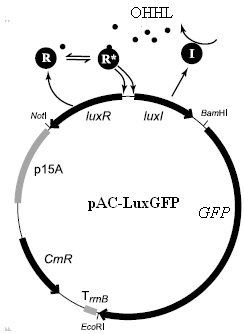 OHHL
R
R*
I
luxR
luxI
NotI
BamHI
p15A
pAC-LuxGFP
GFP
CmR
TrrnB
EcoRI